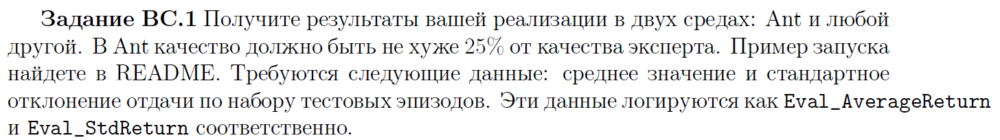 Задание BC.1 Получите результаты вашей реализации в двух средах: Ant и любой
другой. В Ant качество должно быть не хуже 25% от качества эксперта. Пример запуска
найдете в README. Требуются следующие данные: среднее значение и стандартное
отклонение отдачи по набору тестовых эпизодов. Эти данные логируются как Eval_AverageReturn
и Eval_StdReturn соответственно.